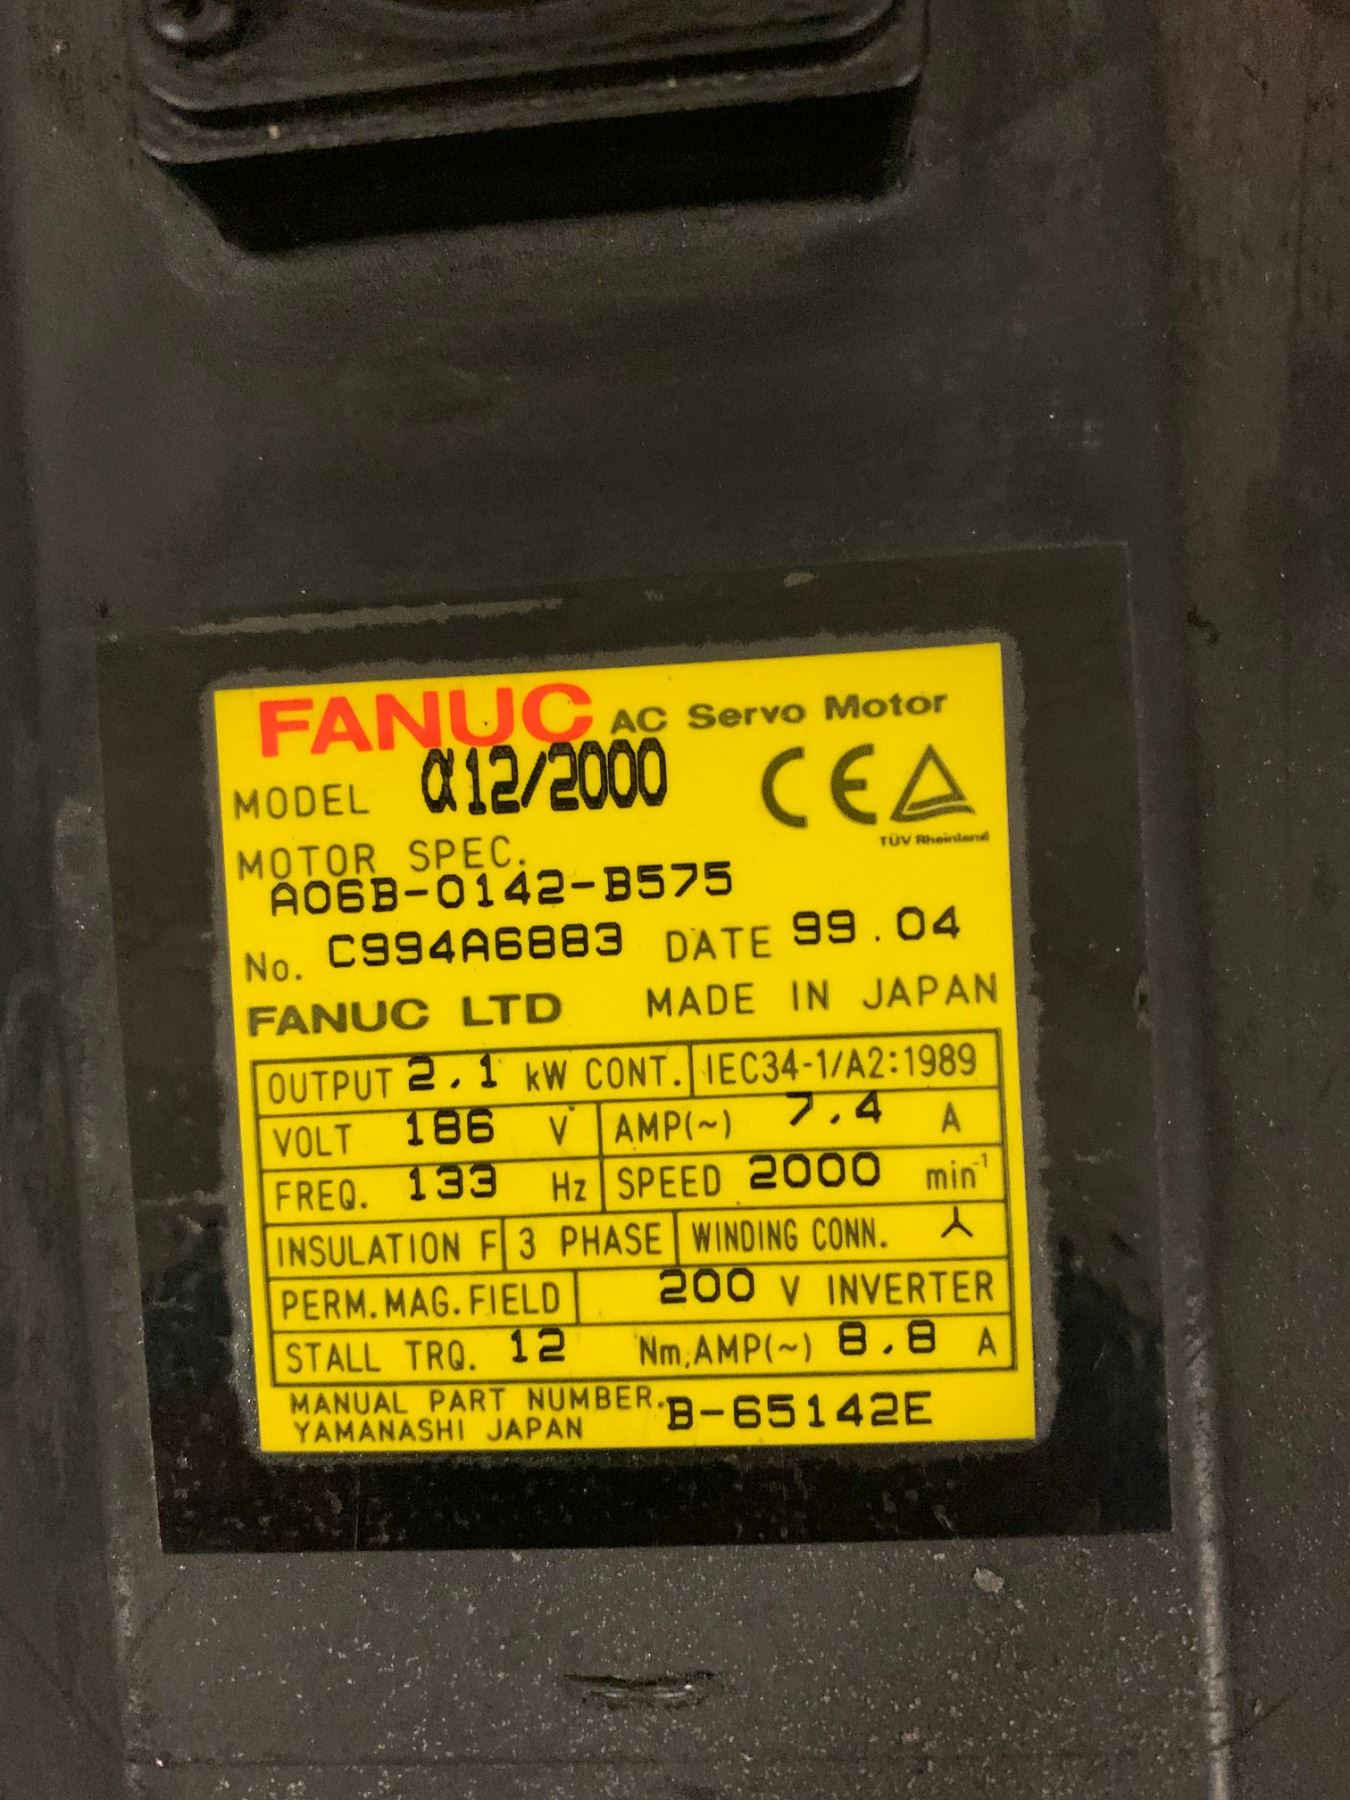 FANUC AC Servo Motor
MODEL α12/2000 CE
TÜV Rheinland
MOTOR SPEC.
A06B-0142-B575
No. C994A6883 DATE 99.04
FANUC LTD MADE IN JAPAN
OUTPUT 2.1 kW CONT. IEC34-1/A2:1989
VOLT 186 V AMP(~) 7.4 A
FREQ. 133 Hz SPEED 2000 min⁻¹
INSULATION F 3 PHASE WINDING CONN.
PERM.MAG.FIELD 200 V INVERTER
STALL TRQ. 12 Nm,AMP(~) 8.8 A
MANUAL PART NUMBER. B-65142E
YAMANASHI JAPAN